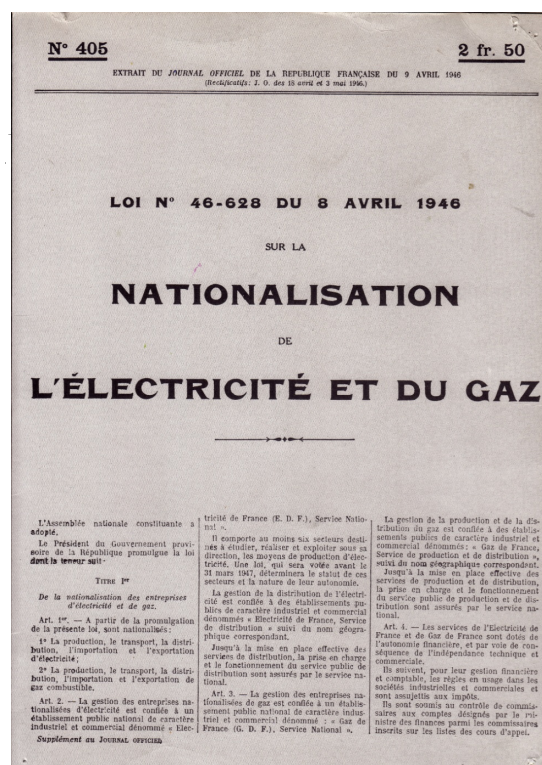 N° 405
2 fr. 50
EXTRAIT DU JOURNAL OFFICIEL DE LA REPUBLIQUE FRANÇAISE DU 9 AVRIL 1946
(Rectificatifs: J. O. des 18 avril et 3 mai 1946.)
LOI N° 46-628 DU 8 AVRIL 1946
SUR LA
NATIONALISATION
DE
L'ÉLECTRICITÉ ET DU GAZ
L'Assemblée nationale constituante a
adopté,
Le Président du Gouvernement provi-
soire de la République promulgue la loi
dont la teneur suit·
TITRE Ier
De la nationalisation des entreprises
d'électricité et de gaz.
Art. 1er. — A partir de la promulgation
de la présente loi, sont nationalisés :
1° La production, le transport, la distri-
bution, l'importation et l'exportation
d'électricité;
2° La production, le transport, la distri-
bution, l'importation et l'exportation de
gaz combustible.
Art. 2. — La gestion des entreprises na-
tionalisées d'électricité est confiée à un
établissement public national de caractère
industriel et commercial dénommé « Elec-
Supplément au JOURNAL OFFICIEL
tricité de France (E. D. F.), Service Natio-
nal ».
Il comporte au moins six secteurs desti-
nés à étudier, réaliser et exploiter sous sa
direction, les moyens de production d'élec-
tricité. Une loi, qui sera votée avant le
31 mars 1947, déterminera le statut de ces
secteurs et la nature de leur autonomie.
La gestion de la distribution de l'électri-
cité est confiée à des établissements pu-
blics de caractère industriel et commercial
dénommés « Electricité de France, Service
de distribution » suivi du nom géogra-
phique correspondant.
Jusqu'à la mise en place effective des
services de distribution, la prise en charge
et le fonctionnement du service public de
distribution sont assurés par le service na-
tional.
Art. 3. — La gestion des entreprises na-
tionalisées de gaz est confiée à un établis-
sement public national de caractère indus-
triel et commercial dénommé : « Gaz de
France (G. D. F.), Service National ».
La gestion de la production et de la dis-
tribution du gaz est confiée à des établis-
sements publics de caractère industriel et
commercial dénommés : « Gaz de France,
Service de production et de distribution »,
suivi du nom géographique correspondant.
Jusqu'à la mise en place effective des
services de production et de distribution,
la prise en charge et le fonctionnement
du service public de production et de dis-
tribution sont assurés par le service na-
tional.
Art. 4. — Les services de l'Electricité de
France et de Gaz de France sont dotés de
l'autonomie financière, et par voie de con-
séquence de l'indépendance technique et
commerciale.
Ils suivent, pour leur gestion financière
et comptable, les règles en usage dans les
sociétés industrielles et commerciales et
sont assujettis aux impôts.
Ils sont soumis au contrôle de commis-
saires aux comptes désignés par le mi-
nistre des finances parmi les commissaires
inscrits sur les listes des cours d'appel.